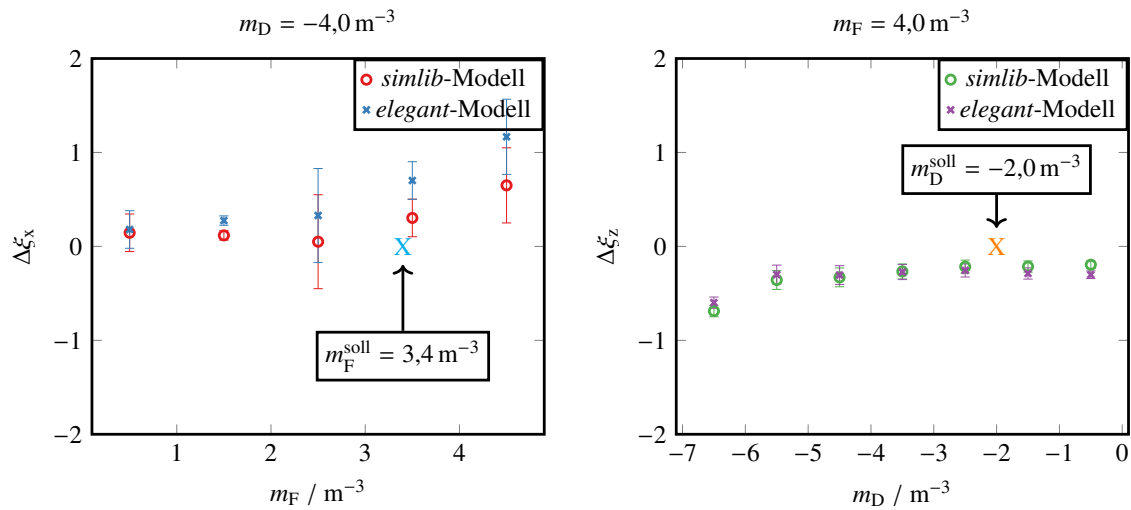 m_D = −4,0 m⁻³
2
1
0
−1
−2
Δξ_x
simlib-Modell
elegant-Modell
X
m_F^soll = 3,4 m⁻³
1 2 3 4
m_F / m⁻³
m_F = 4,0 m⁻³
2
1
0
−1
−2
Δξ_z
simlib-Modell
elegant-Modell
m_D^soll = −2,0 m⁻³
X
−7 −6 −5 −4 −3 −2 −1 0
m_D / m⁻³